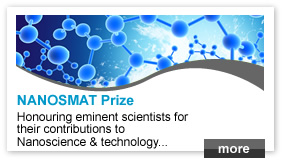 NANOSMAT Prize
Honouring eminent scientists for
their contributions to
Nanoscience & technology...
more